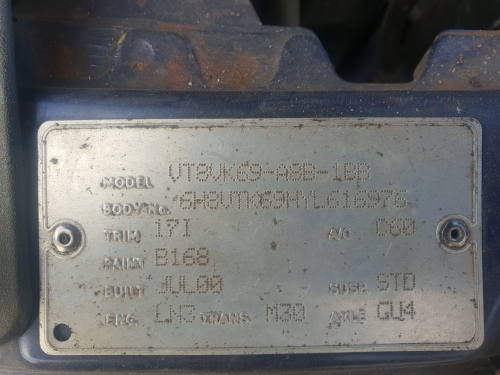 MODEL VT8VK69-A8B-1BB
BODY No. 6H8VTK69HYL616976
TRIM 17I A/C C60
PAINT B168
BUILT JUL00 SUSP. STD
ENG. LN3 TRANS. M30 AXLE GU4